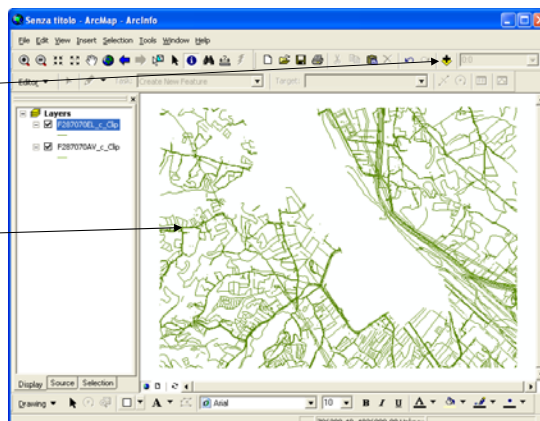 Senza titolo - ArcMap - ArcInfo
File Edit View Insert Selection Tools Window Help
Editor Task: Create New Feature Target:
Layers
F287070EL_c_Clip
F287070AV_c_Clip
Display Source Selection
Drawing A Arial 10 B I U A